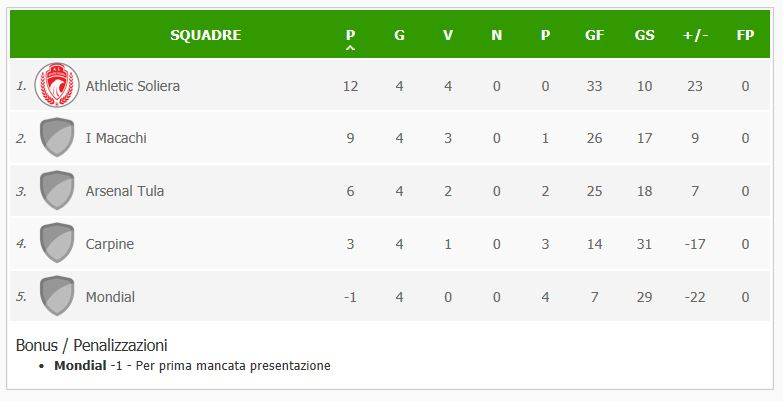 SQUADRE P G V N P GF GS +/- FP
1. Athletic Soliera 12 4 4 0 0 33 10 23 0
2. I Macachi 9 4 3 0 1 26 17 9 0
3. Arsenal Tula 6 4 2 0 2 25 18 7 0
4. Carpine 3 4 1 0 3 14 31 -17 0
5. Mondial -1 4 0 0 4 7 29 -22 0
Bonus / Penalizzazioni
• Mondial -1 - Per prima mancata presentazione